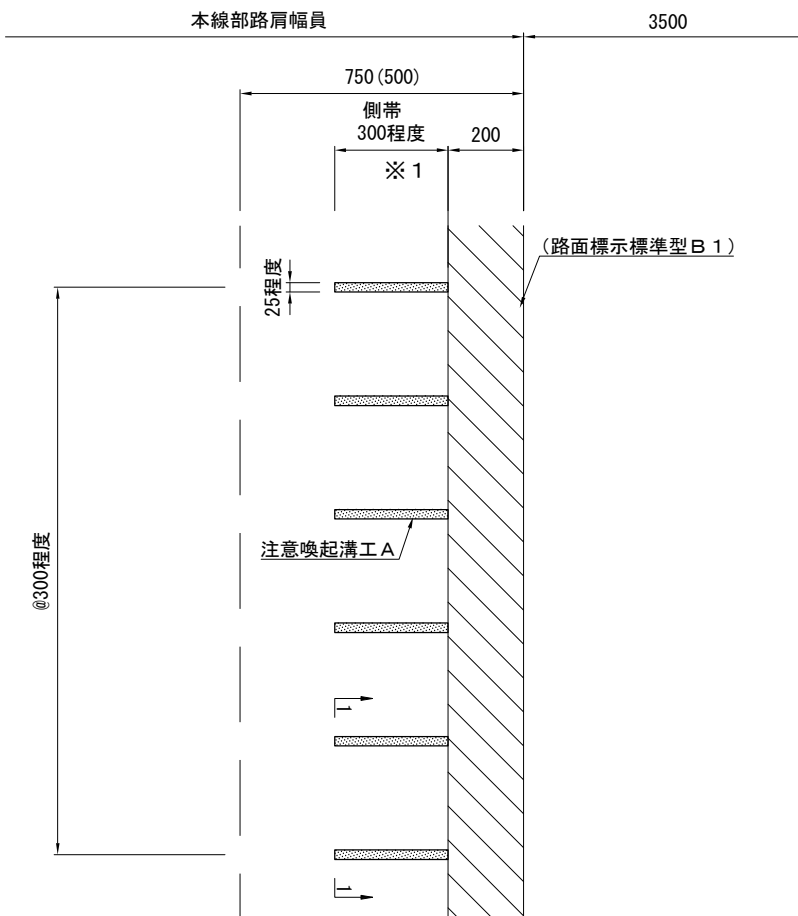 本線部路肩幅員
3500
750(500)
側帯
300程度
200
※1
(路面標示標準型B1)
25程度
注意喚起溝工A
@300程度
1
1